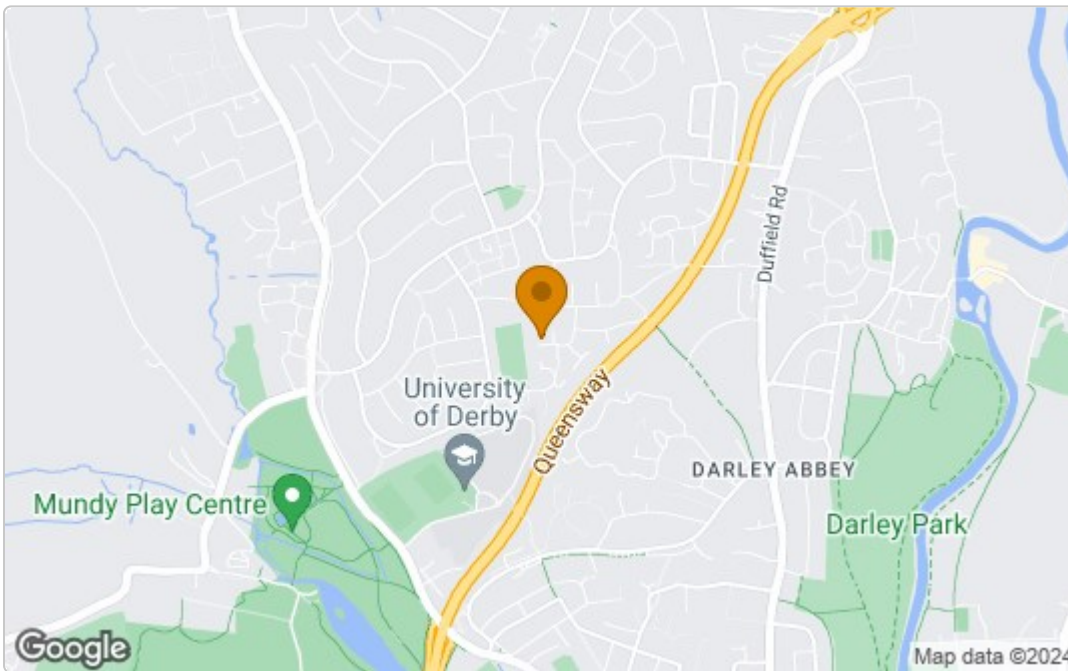 Duffield Rd
University
of Derby
Queensway
DARLEY ABBEY
Mundy Play Centre
Darley Park
Google
Map data ©2024